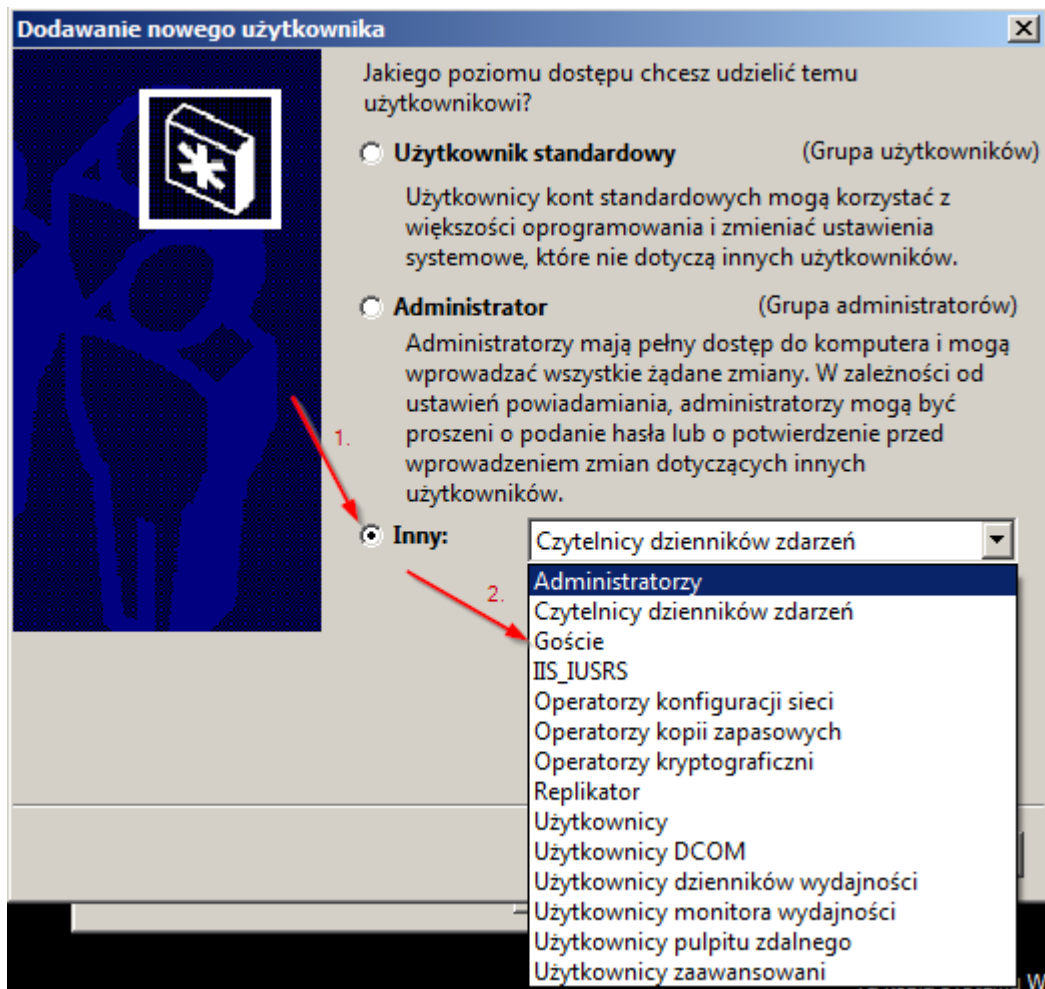 Dodawanie nowego użytkownika
Jakiego poziomu dostępu chcesz udzielić temu
użytkownikowi?
Użytkownik standardowy (Grupa użytkowników)
Użytkownicy kont standardowych mogą korzystać z
większości oprogramowania i zmieniać ustawienia
systemowe, które nie dotyczą innych użytkowników.
Administrator (Grupa administratorów)
Administratorzy mają pełny dostęp do komputera i mogą
wprowadzać wszystkie żądane zmiany. W zależności od
ustawień powiadamiania, administratorzy mogą być
1. proszeni o podanie hasła lub o potwierdzenie przed
wprowadzeniem zmian dotyczących innych
użytkowników.
Inny: Czytelnicy dzienników zdarzeń
Administratorzy
2.
Czytelnicy dzienników zdarzeń
Goście
IIS_IUSRS
Operatorzy konfiguracji sieci
Operatorzy kopii zapasowych
Operatorzy kryptograficzni
Replikator
Użytkownicy
Użytkownicy DCOM
Użytkownicy dzienników wydajności
Użytkownicy monitora wydajności
Użytkownicy pulpitu zdalnego
Użytkownicy zaawansowani